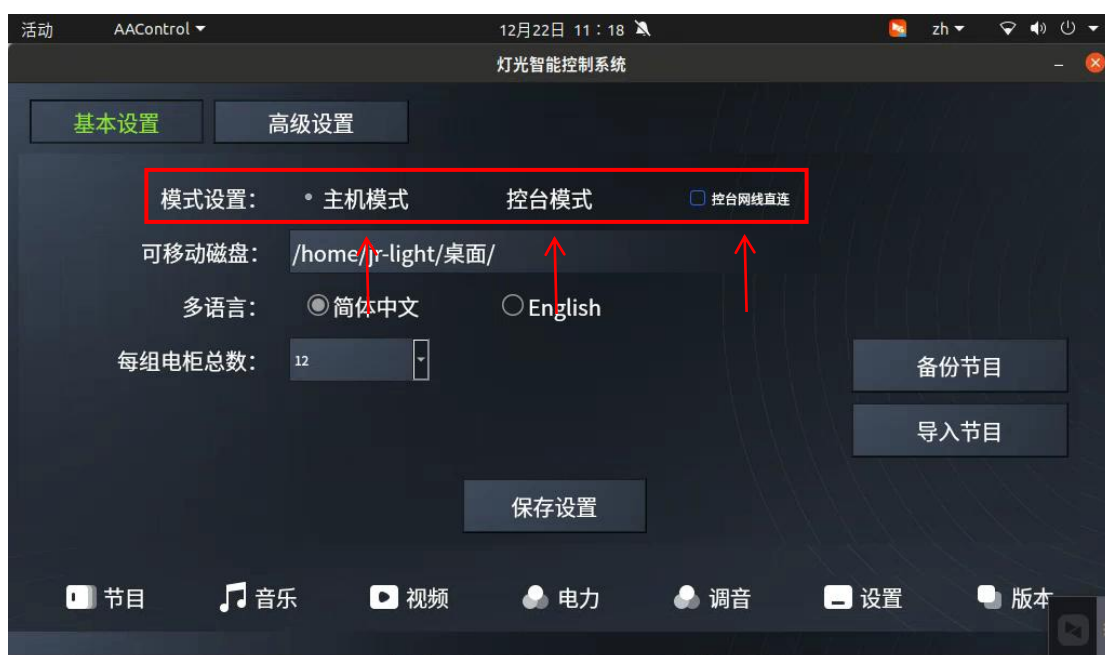 活动 AAControl 12月22日 11：18 zh
灯光智能控制系统
基本设置 高级设置
模式设置： 主机模式 控台模式 控台网线直连
可移动磁盘： /home/jr-light/桌面/
多语言： 简体中文 English
每组电柜总数： 12
备份节目
导入节目
保存设置
节目 音乐 视频 电力 调音 设置 版本